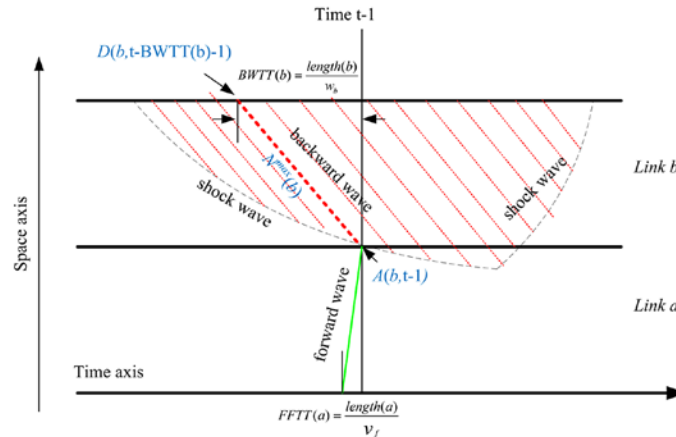 Time t-1
D(b,t-BWTT(b)-1)
BWTT(b) = length(b) / w_b
backward wave
N^max(b)
shock wave
shock wave
Link b
Space axis
A(b,t-1)
forward wave
Link a
Time axis
FFTT(a) = length(a) / v_f